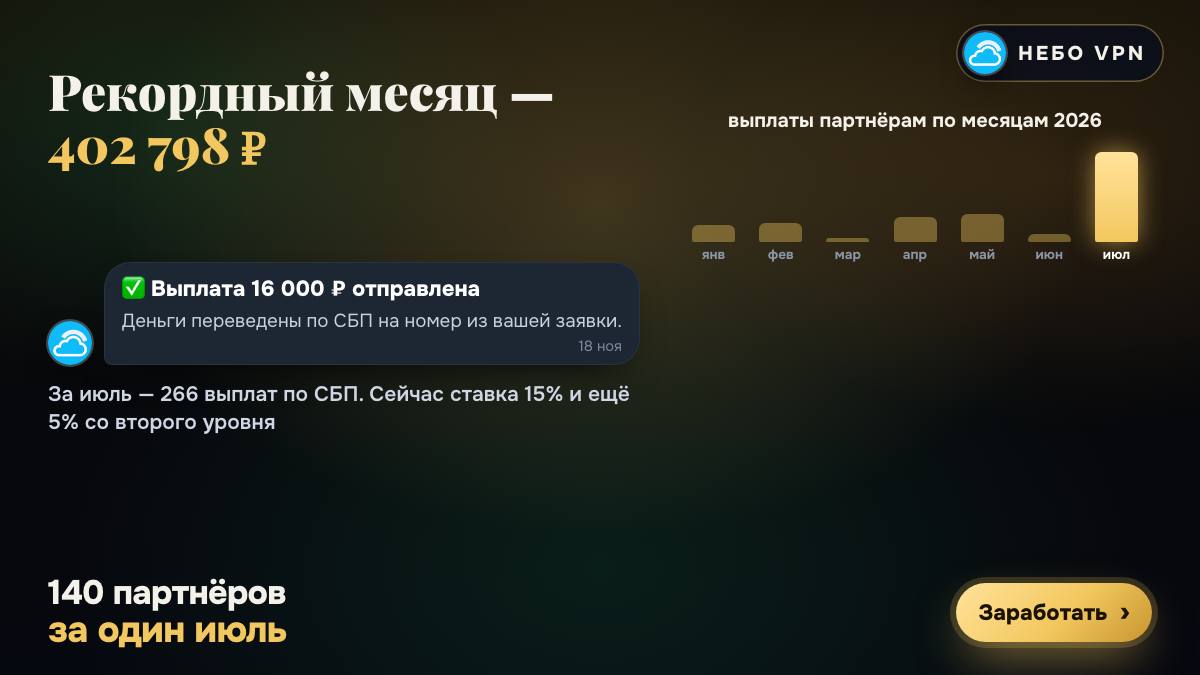 НЕБО VPN
Рекордный месяц —
402 798 ₽
выплаты партнёрам по месяцам 2026
янв фев мар апр май июн июл
✅ Выплата 16 000 ₽ отправлена
Деньги переведены по СБП на номер из вашей заявки.
18 ноя
За июль — 266 выплат по СБП. Сейчас ставка 15% и ещё
5% со второго уровня
140 партнёров
за один июль
Заработать ›